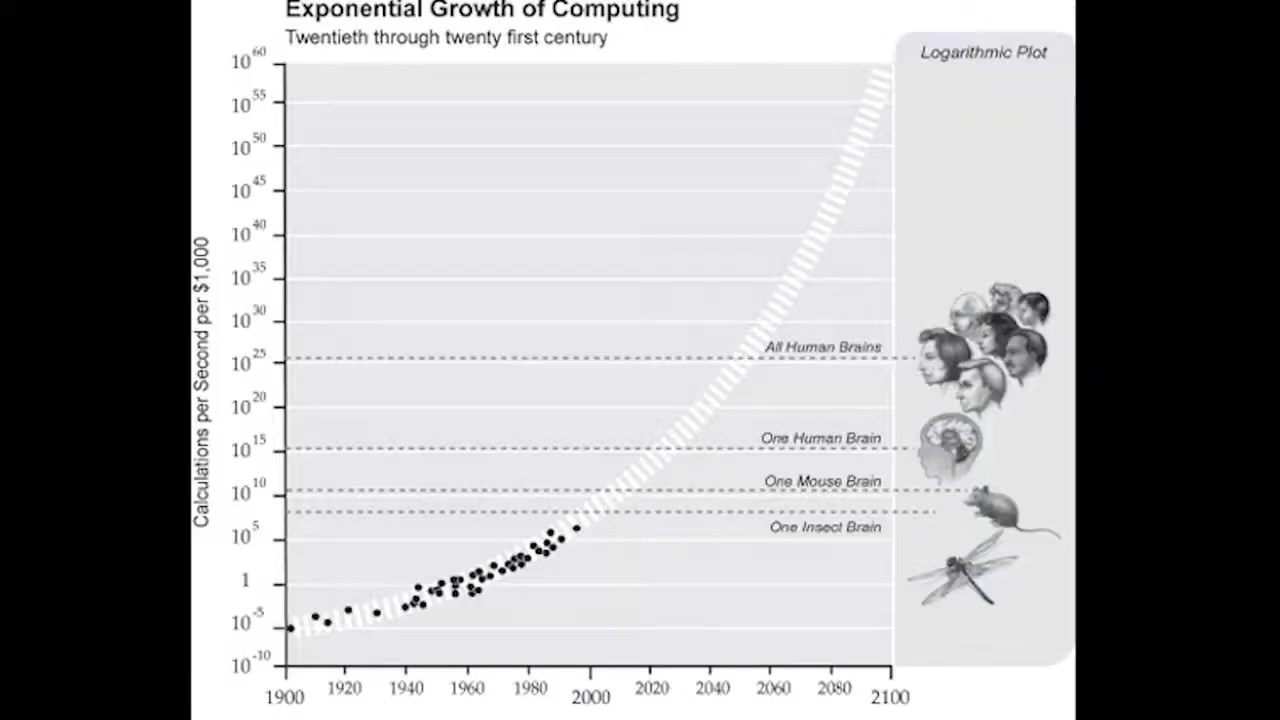 Exponential Growth of Computing
Twentieth through twenty first century
Logarithmic Plot
Calculations per Second per $1,000
10^60
10^55
10^50
10^45
10^40
10^35
10^30
10^25
10^20
10^15
10^10
10^5
1
10^-5
10^-10
All Human Brains
One Human Brain
One Mouse Brain
One Insect Brain
1900 1920 1940 1960 1980 2000 2020 2040 2060 2080 2100